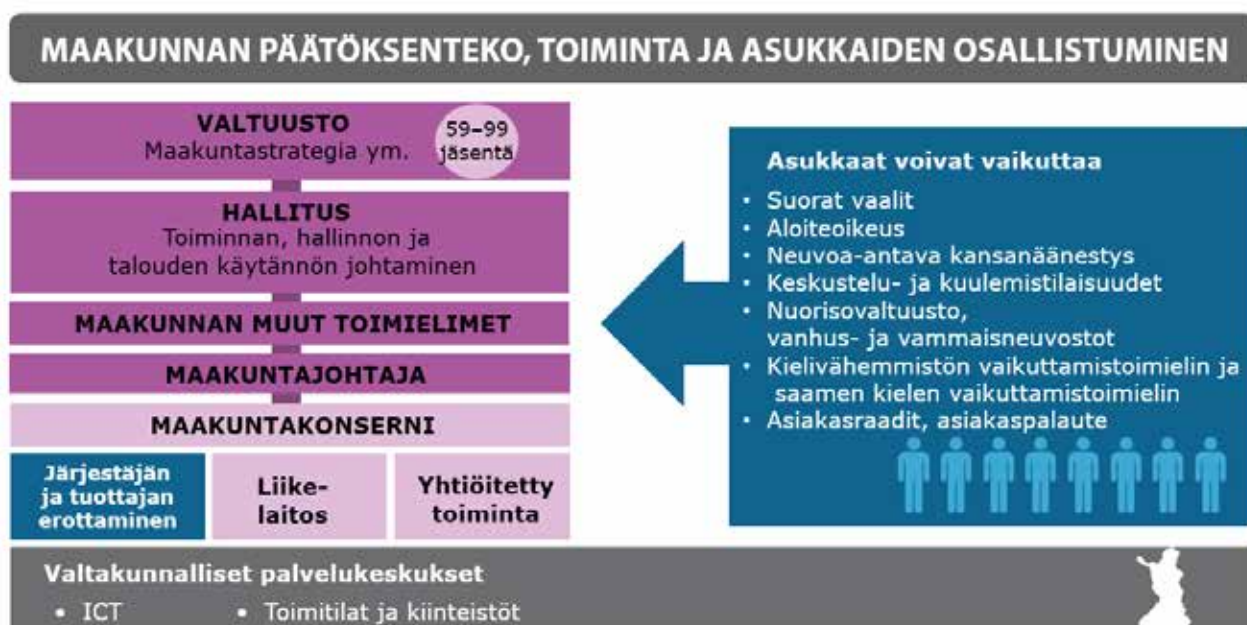 MAAKUNNAN PÄÄTÖKSENTEKO, TOIMINTA JA ASUKKAIDEN OSALLISTUMINEN
VALTUUSTO
Maakuntastrategia ym.
59–99
jäsentä
HALLITUS
Toiminnan, hallinnon ja
talouden käytännön johtaminen
MAAKUNNAN MUUT TOIMIELIMET
MAAKUNTAJOHTAJA
MAAKUNTAKONSERNI
Järjestäjän
ja tuottajan
erottaminen
Liike-
laitos
Yhtiöitetty
toiminta
Asukkaat voivat vaikuttaa
• Suorat vaalit
• Aloiteoikeus
• Neuvoa-antava kansanäänestys
• Keskustelu- ja kuulemistilaisuudet
• Nuorisovaltuusto,
vanhus- ja vammaisneuvostot
• Kielivähemmistön vaikuttamistoimielin ja
saamen kielen vaikuttamistoimielin
• Asiakasraadit, asiakaspalaute
Valtakunnalliset palvelukeskukset
• ICT • Toimitilat ja kiinteistöt